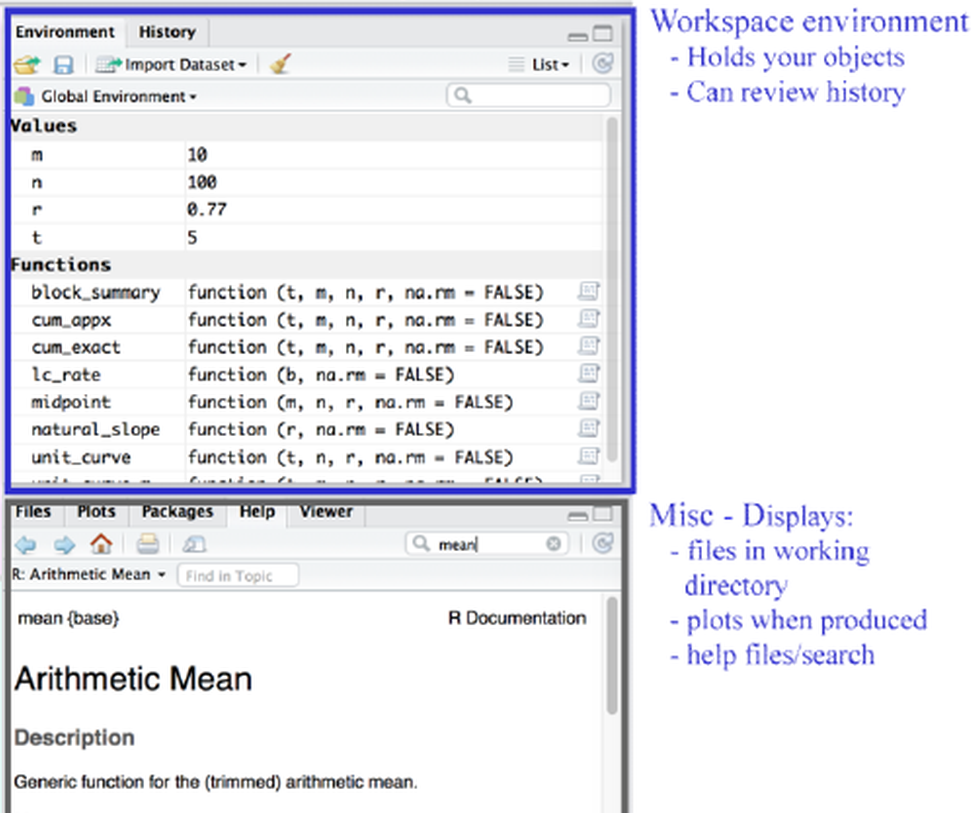 Environment History
Import Dataset List
Global Environment
Values
m 10
n 100
r 0.77
t 5
Functions
block_summary function (t, m, n, r, na.rm = FALSE)
cum_appx function (t, m, n, r, na.rm = FALSE)
cum_exact function (t, m, n, r, na.rm = FALSE)
lc_rate function (b, na.rm = FALSE)
midpoint function (m, n, r, na.rm = FALSE)
natural_slope function (r, na.rm = FALSE)
unit_curve function (t, n, r, na.rm = FALSE)
Workspace environment
- Holds your objects
- Can review history
Files Plots Packages Help Viewer
mean
R: Arithmetic Mean Find in Topic
mean {base} R Documentation
Arithmetic Mean
Description
Generic function for the (trimmed) arithmetic mean.
Misc - Displays:
- files in working
directory
- plots when produced
- help files/search